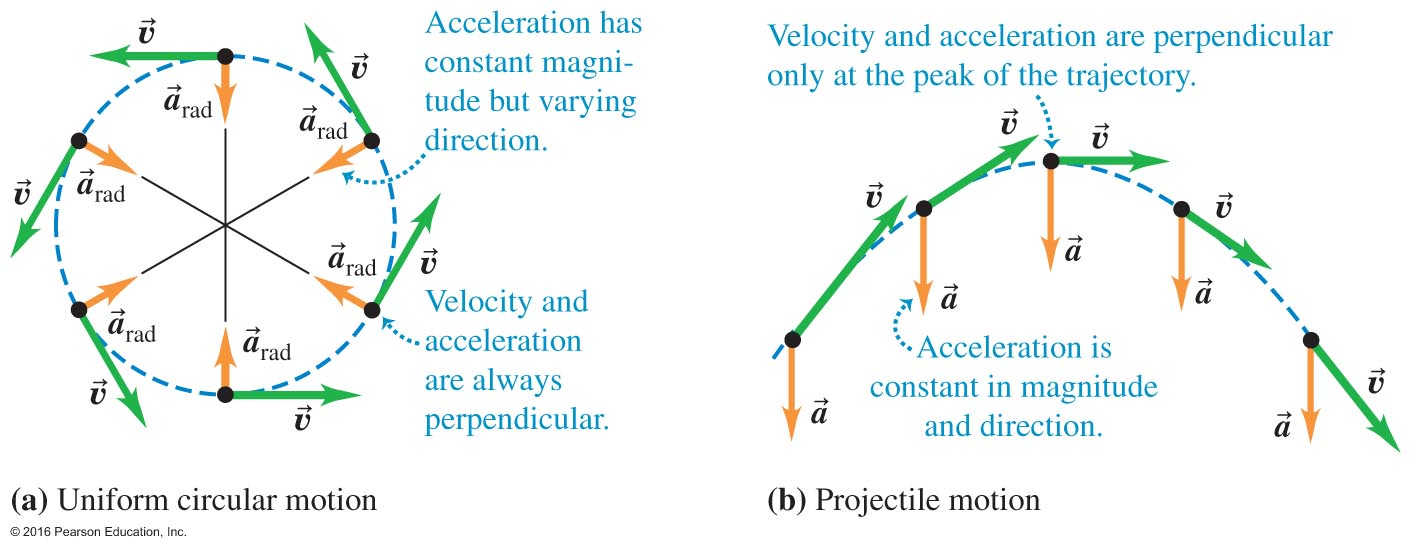 v⃗
Acceleration has
constant magni-
tude but varying
direction.
v⃗
a⃗rad
a⃗rad
v⃗
a⃗rad
a⃗rad
v⃗
Velocity and
acceleration
are always
perpendicular.
a⃗rad
a⃗rad
v⃗
v⃗
(a) Uniform circular motion
© 2016 Pearson Education, Inc.
Velocity and acceleration are perpendicular
only at the peak of the trajectory.
v⃗
v⃗
v⃗
v⃗
a⃗
a⃗
a⃗
Acceleration is
constant in magnitude
and direction.
a⃗
a⃗
v⃗
(b) Projectile motion